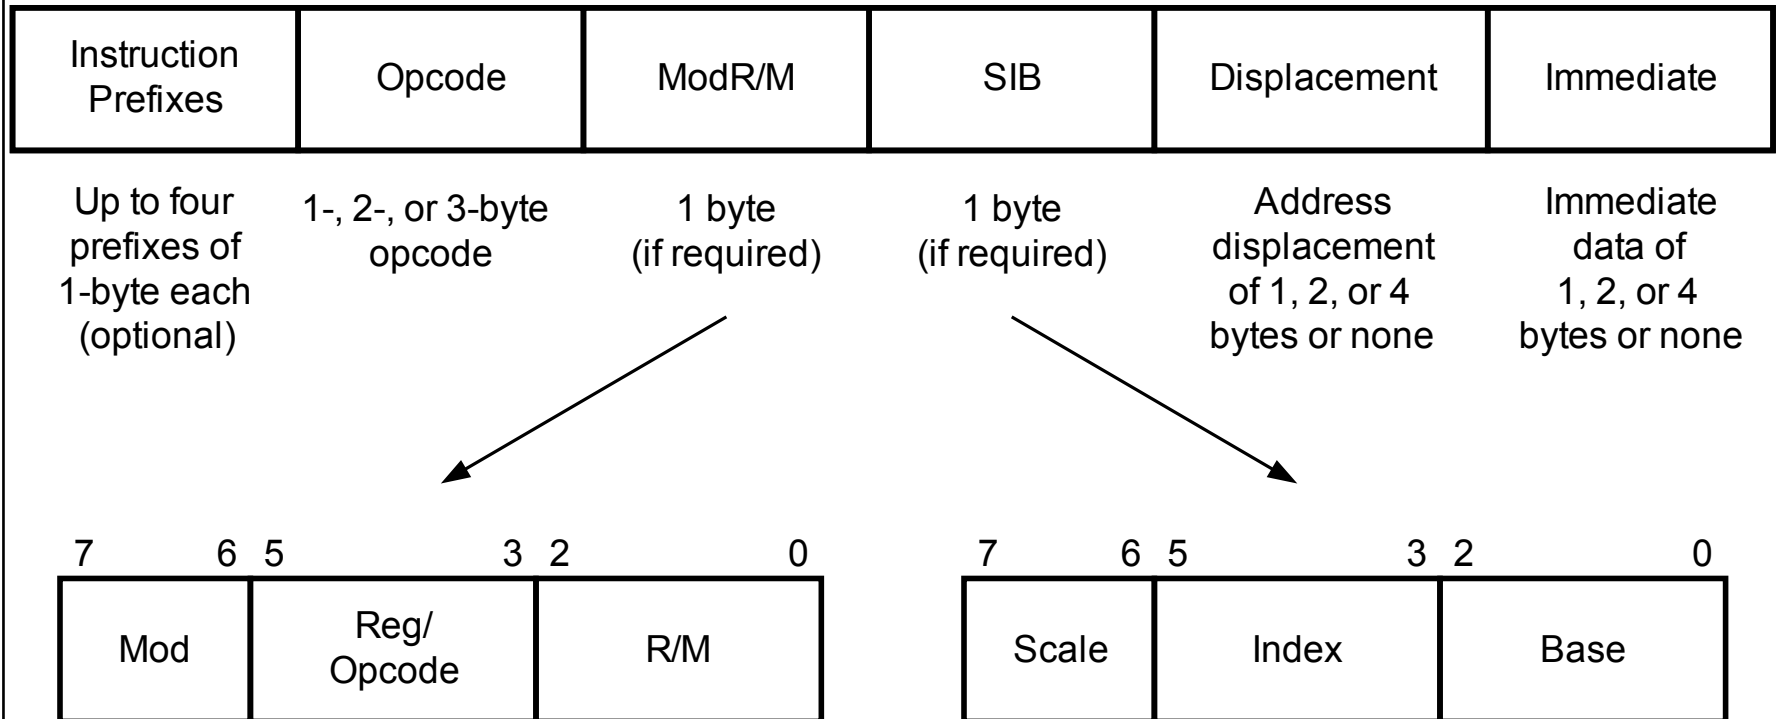 Instruction
Prefixes
Opcode
ModR/M
SIB
Displacement
Immediate
Up to four
prefixes of
1-byte each
(optional)
1-, 2-, or 3-byte
opcode
1 byte
(if required)
1 byte
(if required)
Address
displacement
of 1, 2, or 4
bytes or none
Immediate
data of
1, 2, or 4
bytes or none
7 6 5 3 2 0
Mod
Reg/
Opcode
R/M
7 6 5 3 2 0
Scale
Index
Base